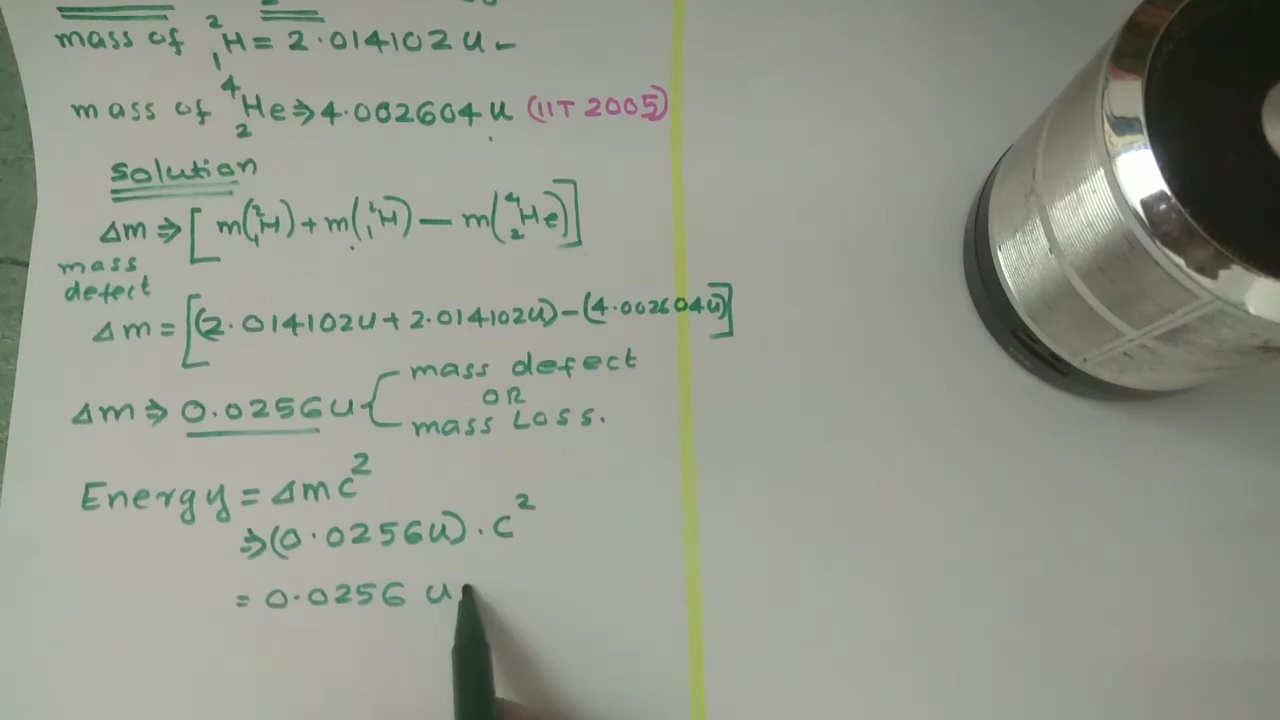 mass of ²₁H = 2.014102 u -
mass of ⁴₂He ⇒ 4.002604 u (IIT 2005)
Solution
Δm ⇒ [m(²₁H) + m(²₁H) - m(⁴₂He)]
mass
defect
Δm = [(2.014102u + 2.014102u) - (4.002604u)]
Δm ⇒ 0.0256 u { mass defect
OR
mass Loss.
Energy = Δmc²
⇒ (0.0256u) . c²
= 0.0256 u